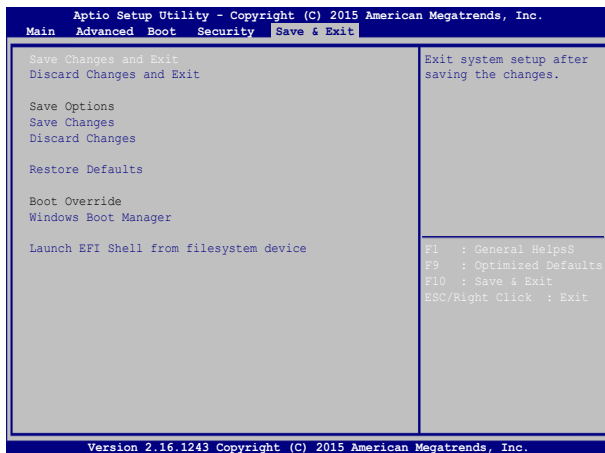 Aptio Setup Utility - Copyright (C) 2015 American Megatrends, Inc.
Main Advanced Boot Security Save & Exit
Save Changes and Exit
Discard Changes and Exit
Save Options
Save Changes
Discard Changes
Restore Defaults
Boot Override
Windows Boot Manager
Launch EFI Shell from filesystem device
Exit system setup after
saving the changes.
F1 : General HelpsS
F9 : Optimized Defaults
F10 : Save & Exit
ESC/Right Click : Exit
Version 2.16.1243 Copyright (C) 2015 American Megatrends, Inc.